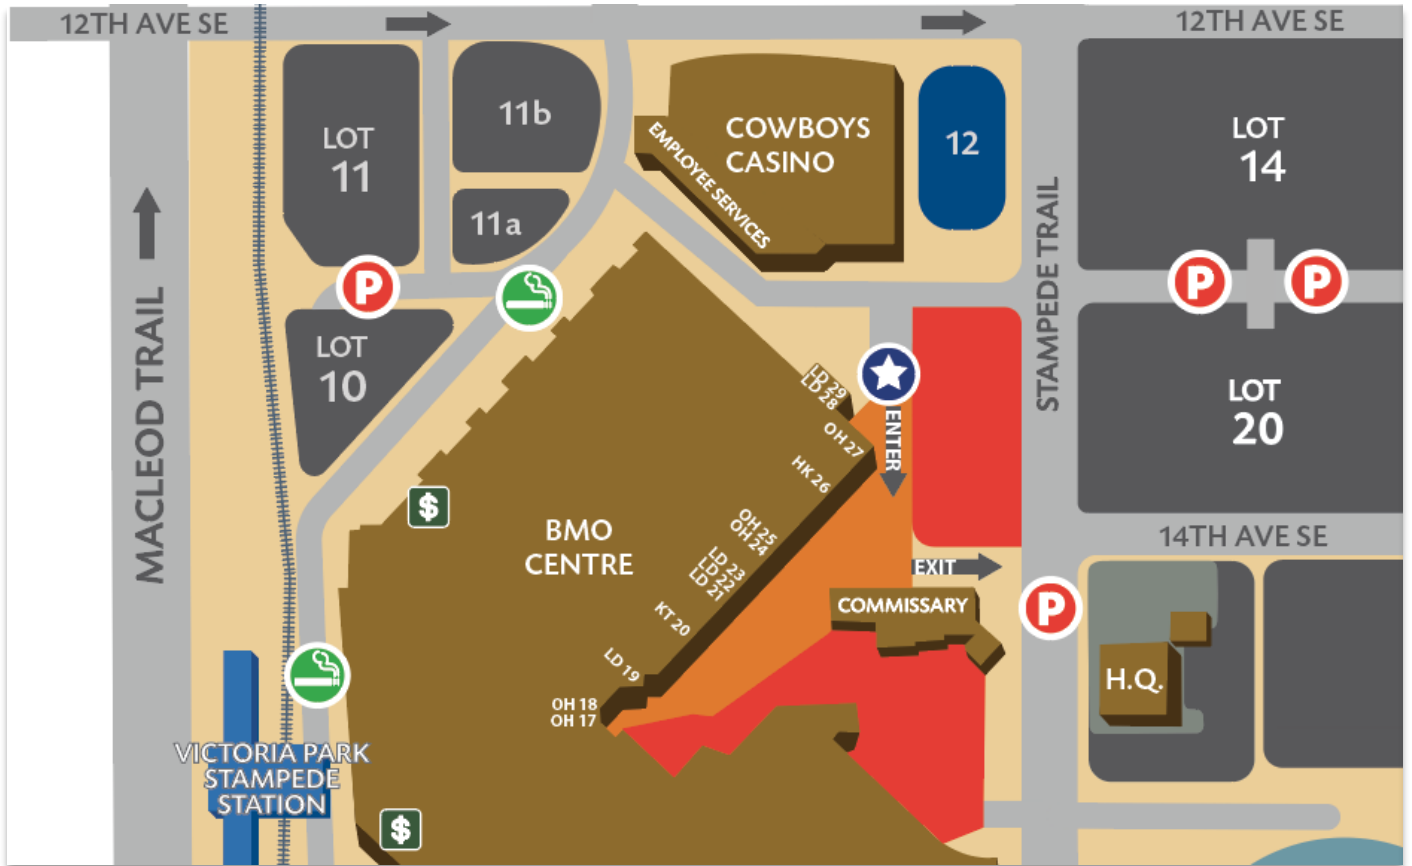 12TH AVE SE
12TH AVE SE
LOT
11
11b
11a
COWBOYS
CASINO
EMPLOYEE SERVICES
12
LOT
14
MACLEOD TRAIL
STAMPEDE TRAIL
P
P
P
LOT
10
LOT
20
LD 29
LD 28
OH 27
ENTER
HK 26
OH 25
OH 24
LD 23
LD 22
LD 21
KT 20
LD 19
OH 18
OH 17
$
BMO
CENTRE
14TH AVE SE
EXIT
COMMISSARY
P
H.Q.
VICTORIA PARK
STAMPEDE
STATION
$